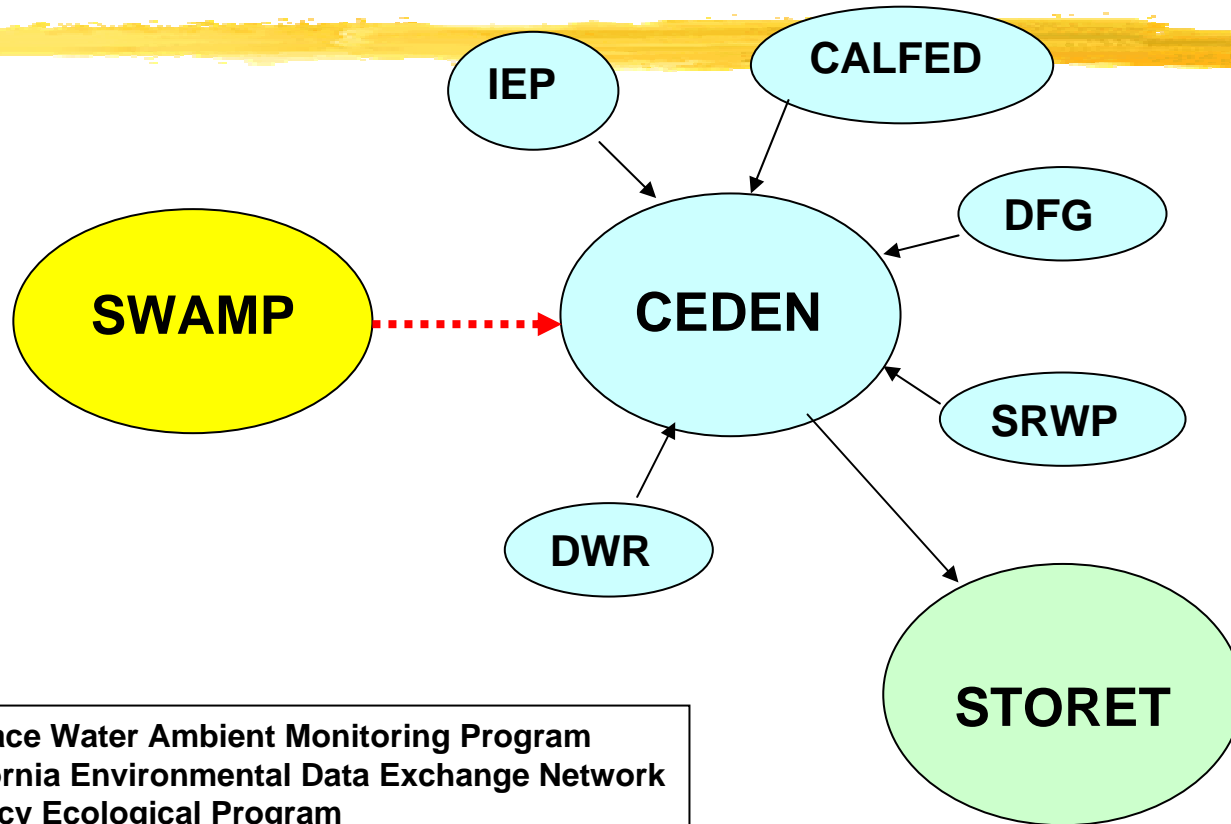 IEP
CALFED
DFG
SWAMP
CEDEN
SRWP
DWR
STORET
ace Water Ambient Monitoring Program
ornia Environmental Data Exchange Network
cy Ecological Program